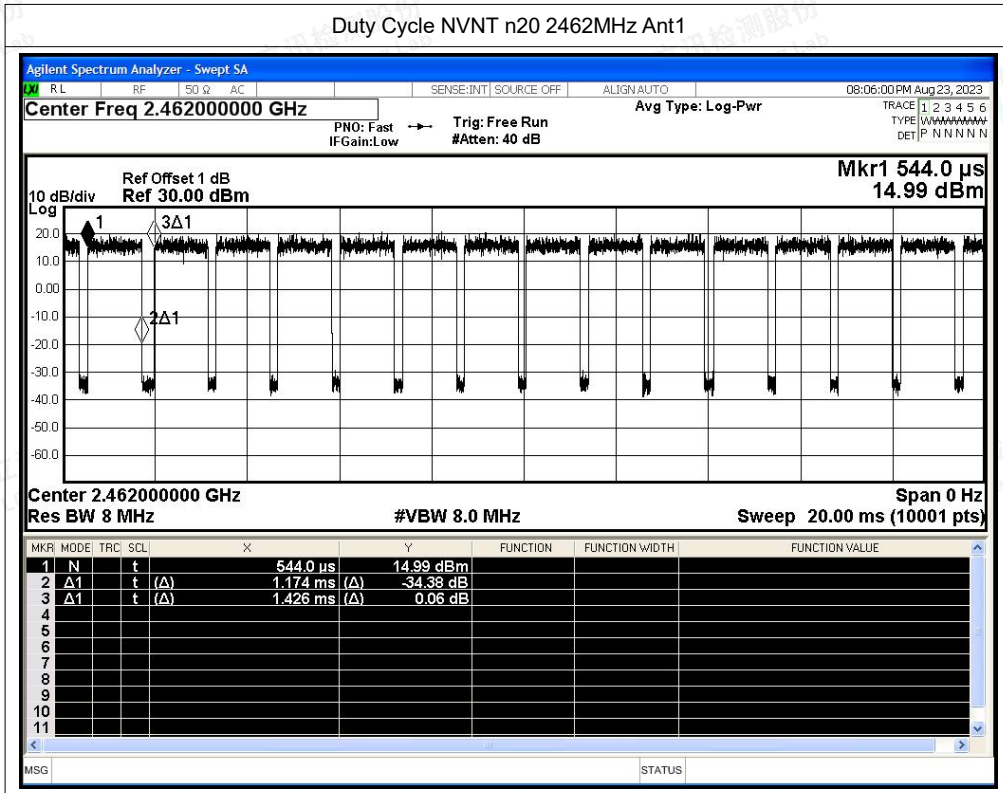 Duty Cycle NVNT n20 2462MHz Ant1
Agilent Spectrum Analyzer - Swept SA
LXI RL RF 50 Ω AC SENSE:INT SOURCE OFF ALIGN AUTO 08:06:00 PM Aug 23, 2023
Center Freq 2.462000000 GHz Avg Type: Log-Pwr TRACE 1 2 3 4 5 6
PNO: Fast Trig: Free Run TYPE WWWWWW
IFGain:Low #Atten: 40 dB DET P N N N N N
Mkr1 544.0 µs
14.99 dBm
Ref Offset 1 dB
10 dB/div Ref 30.00 dBm
Log
1 3Δ1
20.0
10.0
0.00
-10.0
2Δ1
-20.0
-30.0
-40.0
-50.0
-60.0
Center 2.462000000 GHz Span 0 Hz
Res BW 8 MHz #VBW 8.0 MHz Sweep 20.00 ms (10001 pts)
MKR MODE TRC SCL X Y FUNCTION FUNCTION WIDTH FUNCTION VALUE
1 N t 544.0 µs 14.99 dBm
2 Δ1 t (Δ) 1.174 ms (Δ) -34.38 dB
3 Δ1 t (Δ) 1.426 ms (Δ) 0.06 dB
4
5
6
7
8
9
10
11
MSG STATUS